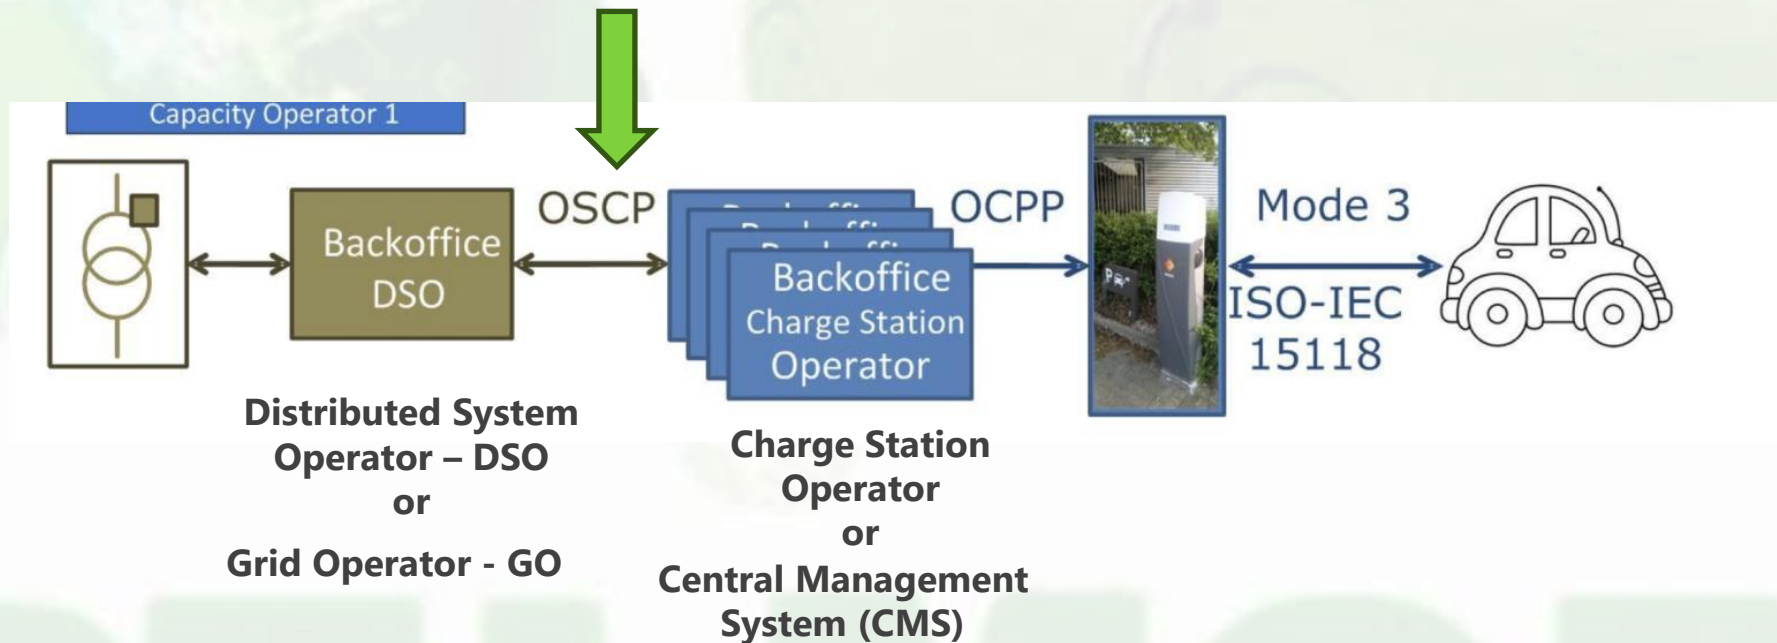 Capacity Operator 1
OSCP
OCPP
Mode 3
Backoffice
DSO
Backoffice
Charge Station
Operator
ISO-IEC
15118
P
Distributed System
Operator – DSO
or
Grid Operator - GO
Charge Station
Operator
or
Central Management
System (CMS)